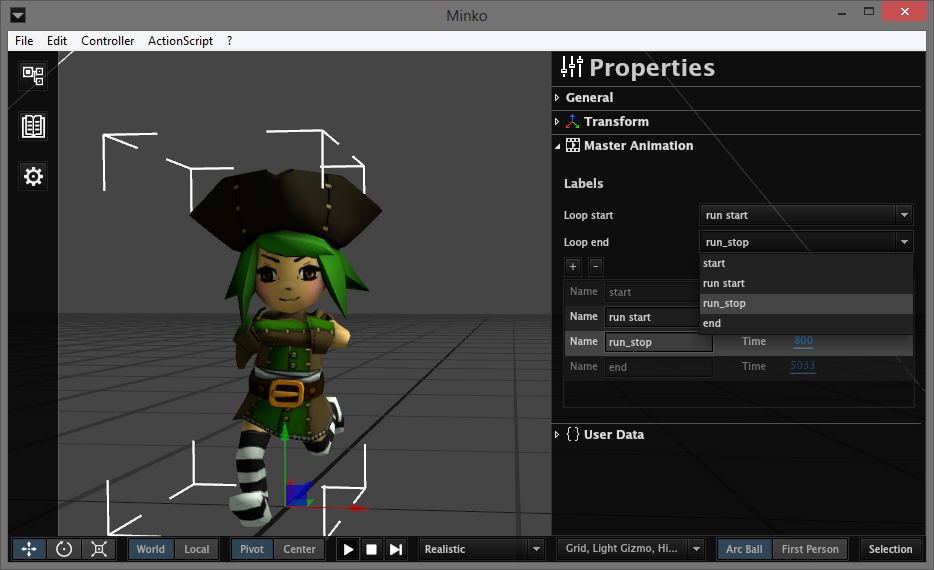 Minko
File Edit Controller ActionScript ?
Properties
General
Transform
Master Animation
Labels
Loop start run start
Loop end run_stop
start
run start
run_stop
end
+ -
Name start
Name run start
Name run_stop Time 800
Name end Time 5033
{ } User Data
World Local Pivot Center Realistic Grid, Light Gizmo, Hi... Arc Ball First Person Selection